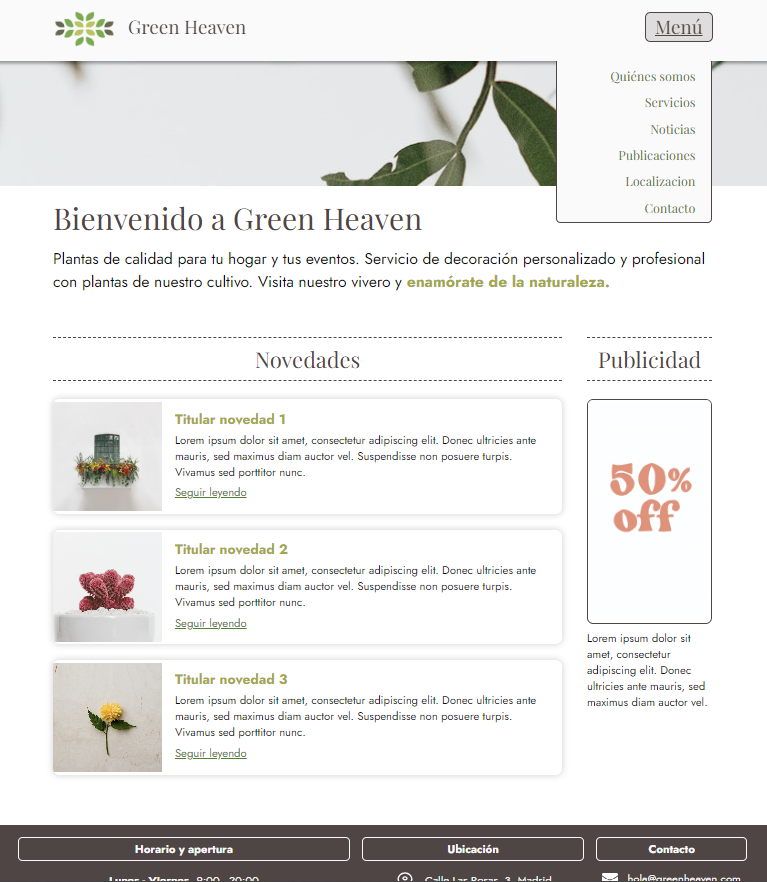 Green Heaven
Menú
Quiénes somos
Servicios
Noticias
Publicaciones
Localizacion
Contacto
Bienvenido a Green Heaven
Plantas de calidad para tu hogar y tus eventos. Servicio de decoración personalizado y profesional
con plantas de nuestro cultivo. Visita nuestro vivero y enamórate de la naturaleza.
Novedades
Titular novedad 1
Lorem ipsum dolor sit amet, consectetur adipiscing elit. Donec ultricies ante
mauris, sed maximus diam auctor vel. Suspendisse non posuere turpis.
Vivamus sed porttitor nunc.
Seguir leyendo
Titular novedad 2
Lorem ipsum dolor sit amet, consectetur adipiscing elit. Donec ultricies ante
mauris, sed maximus diam auctor vel. Suspendisse non posuere turpis.
Vivamus sed porttitor nunc.
Seguir leyendo
Titular novedad 3
Lorem ipsum dolor sit amet, consectetur adipiscing elit. Donec ultricies ante
mauris, sed maximus diam auctor vel. Suspendisse non posuere turpis.
Vivamus sed porttitor nunc.
Seguir leyendo
Publicidad
50%
off
Lorem ipsum dolor sit
amet, consectetur
adipiscing elit. Donec
ultricies ante mauris, sed
maximus diam auctor vel.
Horario y apertura
Lunes - Viernes 9:00 - 20:00
Ubicación
Calle Las Rosas, 3, Madrid
Contacto
hola@greenheaven.com